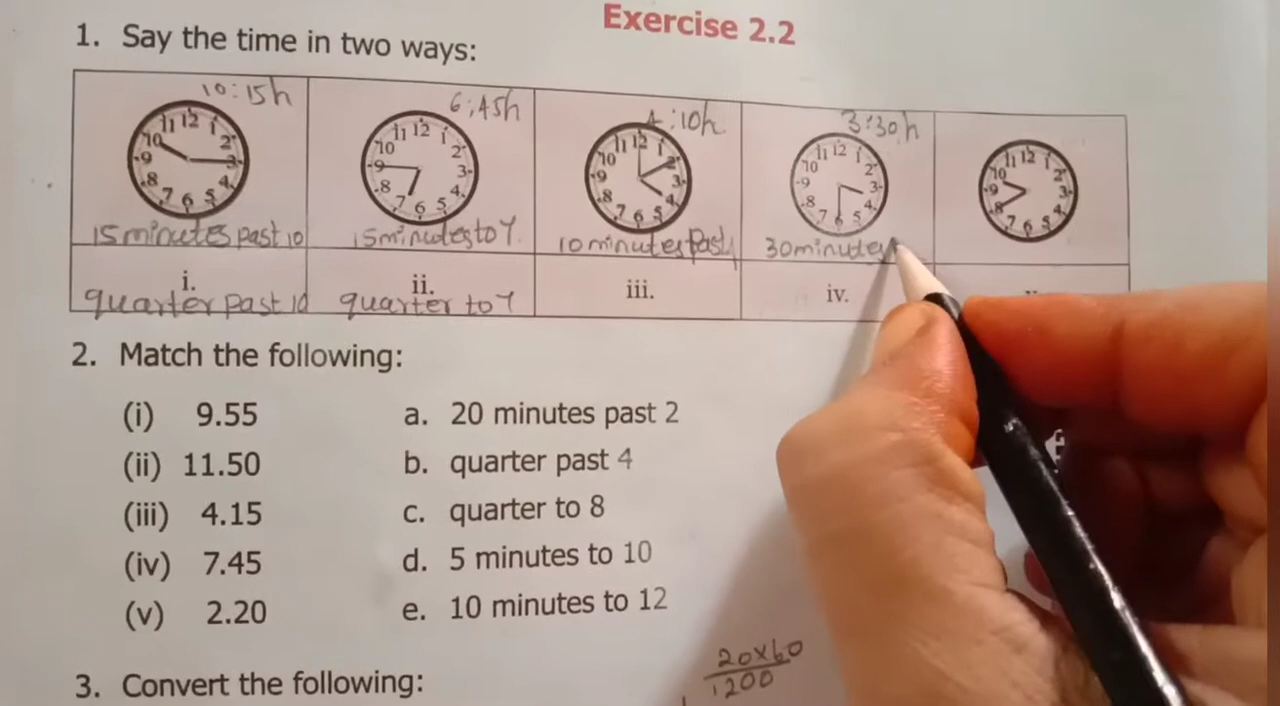 Exercise 2.2
1. Say the time in two ways:
10:15h
6:45h
4:10h
3:30h
15 minutes past 10
15 minutes to 7
10 minutes past 4
30 minutes
i.
ii.
iii.
iv.
quarter past 10
quarter to 7
2. Match the following:
(i) 9.55 a. 20 minutes past 2
(ii) 11.50 b. quarter past 4
(iii) 4.15 c. quarter to 8
(iv) 7.45 d. 5 minutes to 10
(v) 2.20 e. 10 minutes to 12
20x60
1200
3. Convert the following: